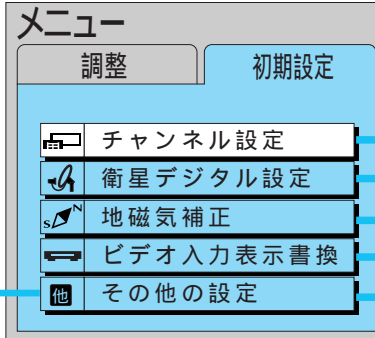 メニュー
調整 初期設定
チャンネル設定
衛星デジタル設定
S N 地磁気補正
ビデオ入力表示書換
他 その他の設定